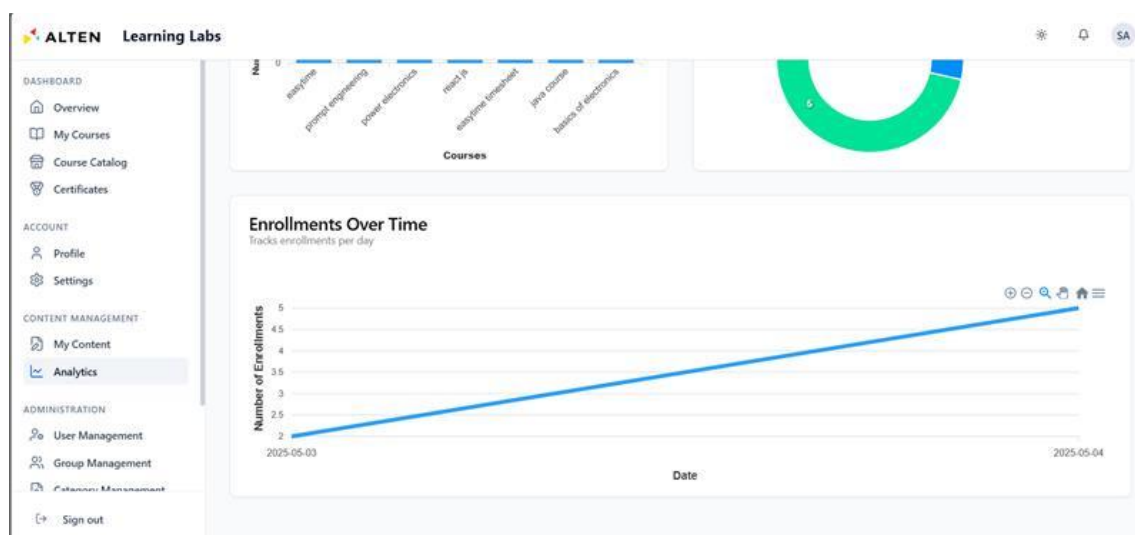 ALTEN Learning Labs
SA
DASHBOARD
Overview
My Courses
Course Catalog
Certificates
ACCOUNT
Profile
Settings
CONTENT MANAGEMENT
My Content
Analytics
ADMINISTRATION
User Management
Group Management
Category Management
Sign out
0
easytime
prompt engineering
power electronics
react js
easytime timesheet
java course
basics of electronics
Courses
Enrollments Over Time
Tracks enrollments per day
Number of Enrollments
5
4.5
4
3.5
3
2.5
2
2025-05-03
2025-05-04
Date